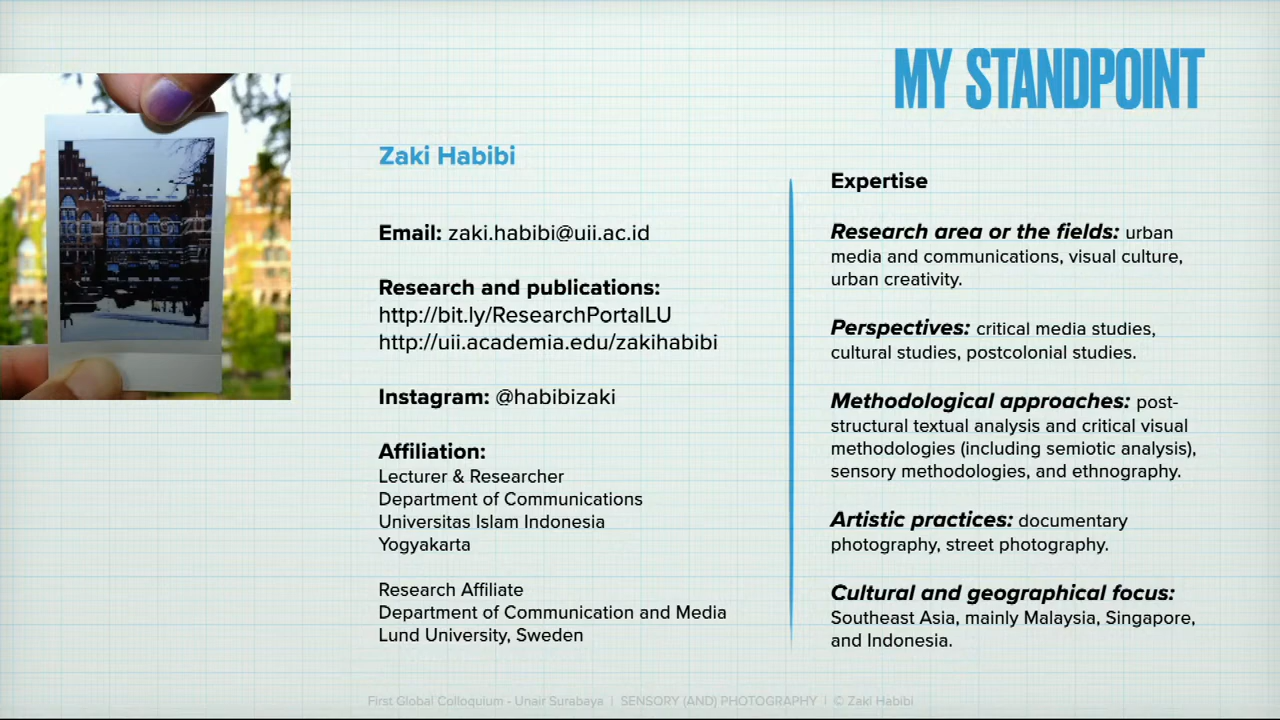 MY STANDPOINT
Zaki Habibi
Email: zaki.habibi@uii.ac.id
Research and publications:
http://bit.ly/ResearchPortalLU
http://uii.academia.edu/zakihabibi
Instagram: @habibizaki
Affiliation:
Lecturer & Researcher
Department of Communications
Universitas Islam Indonesia
Yogyakarta
Research Affiliate
Department of Communication and Media
Lund University, Sweden
Expertise
Research area or the fields: urban
media and communications, visual culture,
urban creativity.
Perspectives: critical media studies,
cultural studies, postcolonial studies.
Methodological approaches: post-
structural textual analysis and critical visual
methodologies (including semiotic analysis),
sensory methodologies, and ethnography.
Artistic practices: documentary
photography, street photography.
Cultural and geographical focus:
Southeast Asia, mainly Malaysia, Singapore,
and Indonesia.
First Global Colloquium - Unair Surabaya | SENSORY (AND) PHOTOGRAPHY | © Zaki Habibi